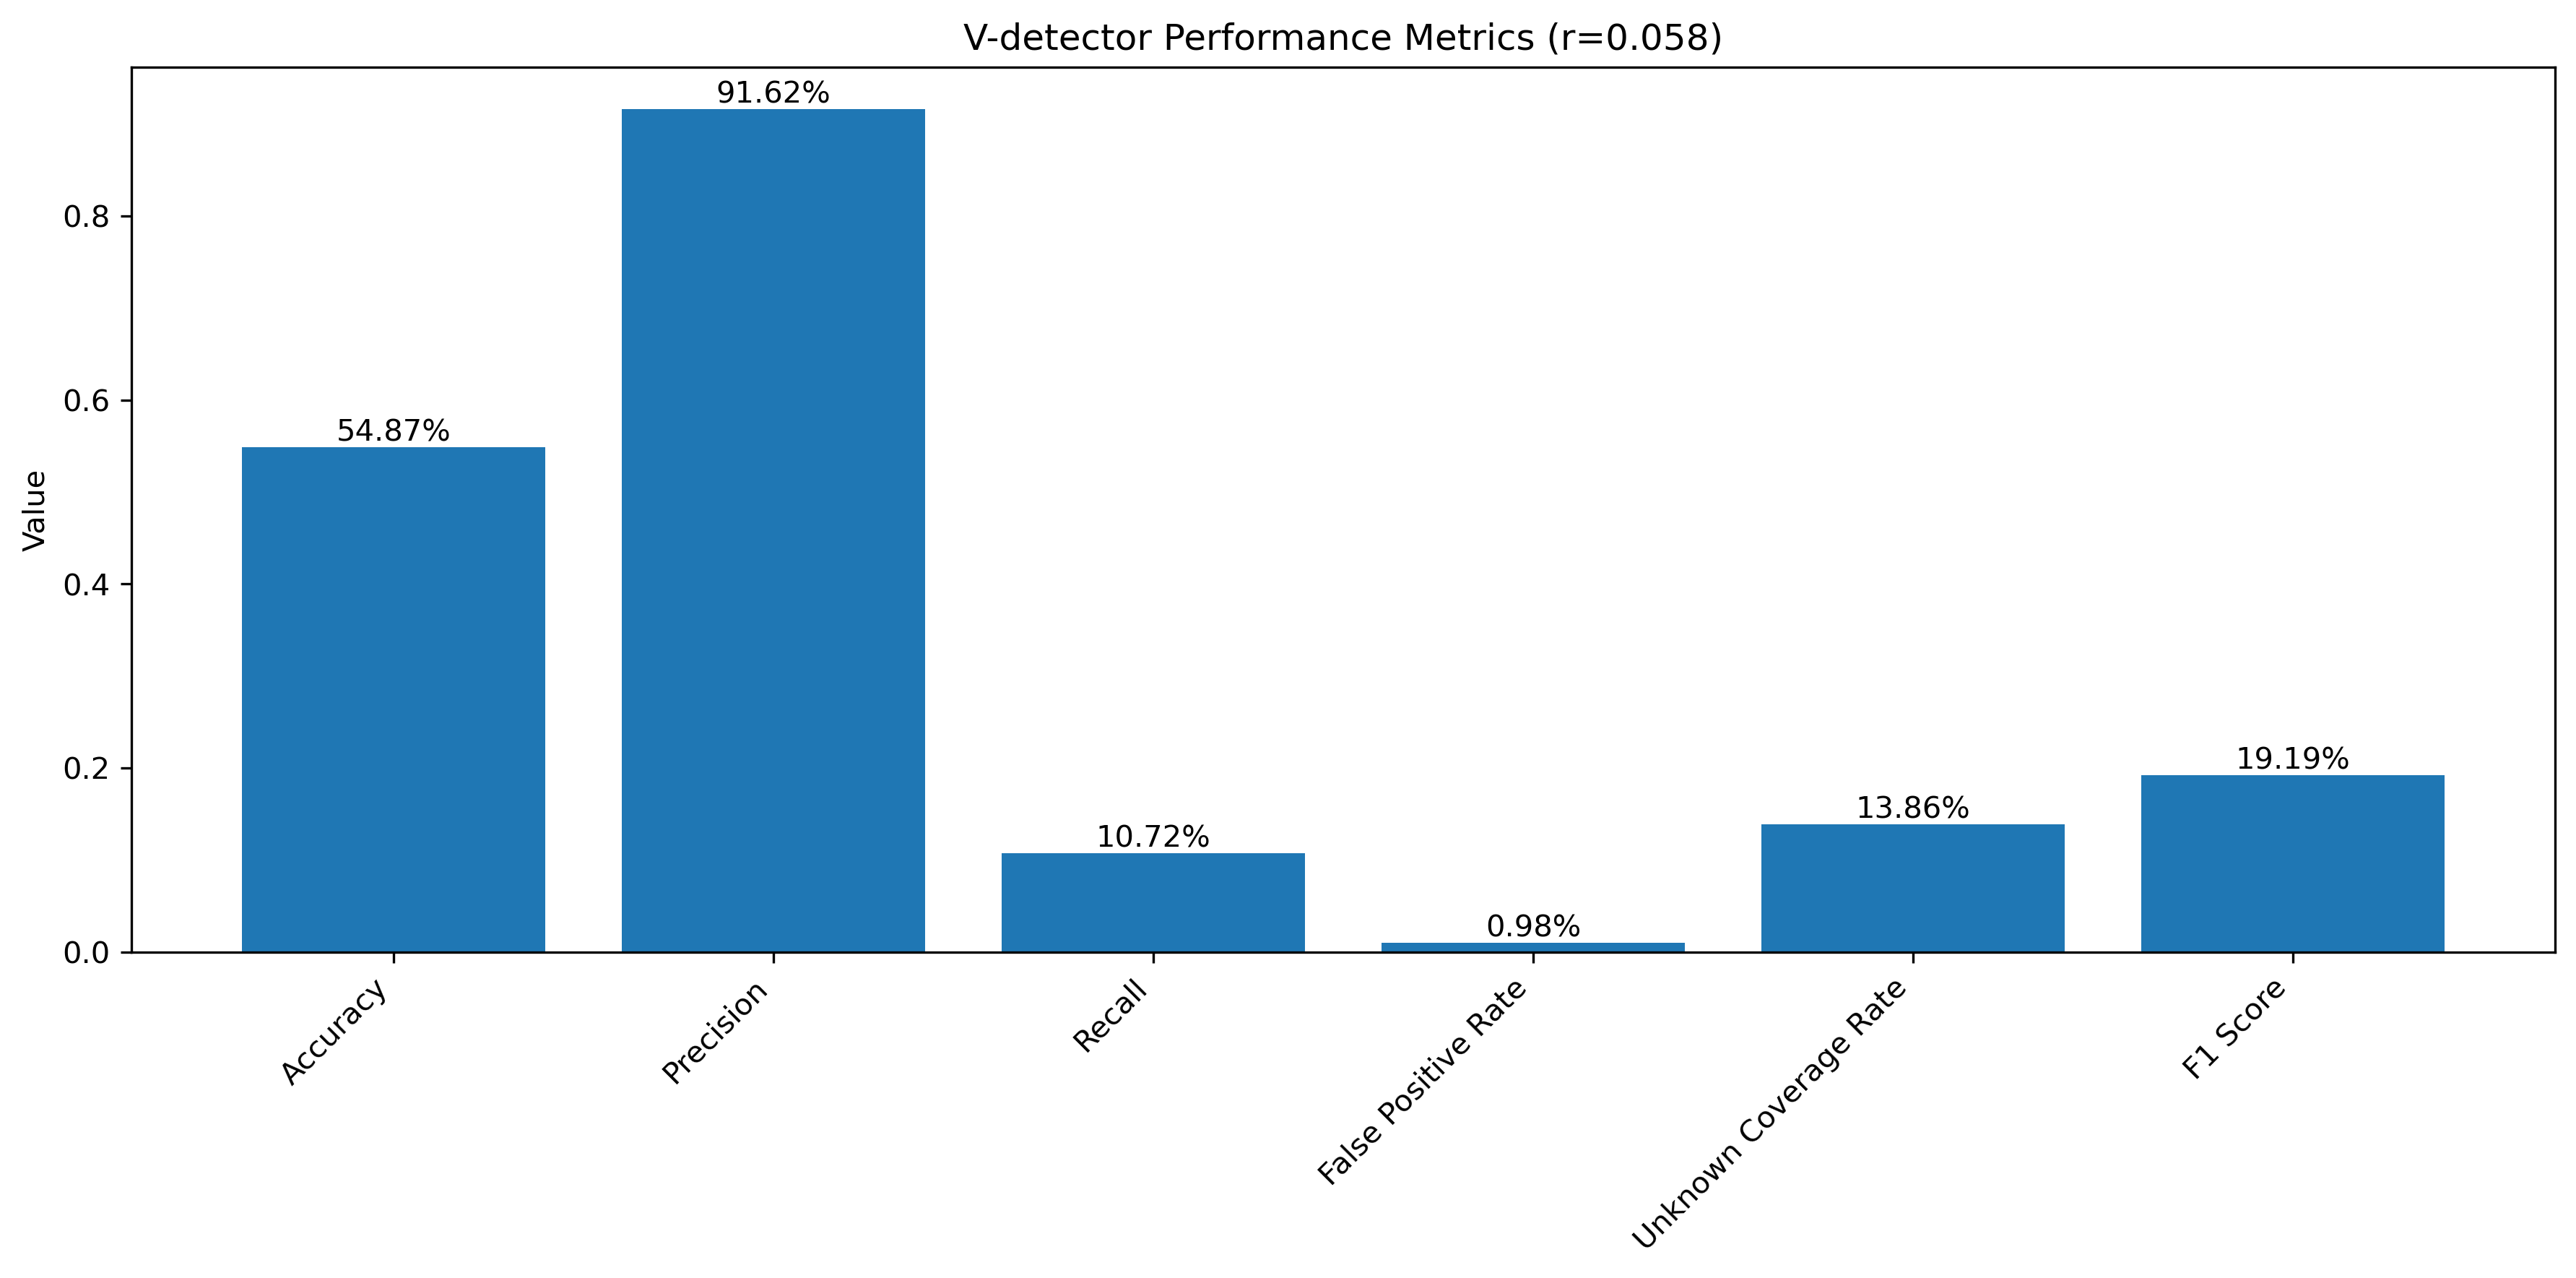 V-detector Performance Metrics (r=0.058)
Value
0.8
0.6
0.4
0.2
0.0
54.87%
91.62%
10.72%
0.98%
13.86%
19.19%
Accuracy
Precision
Recall
False Positive Rate
Unknown Coverage Rate
F1 Score